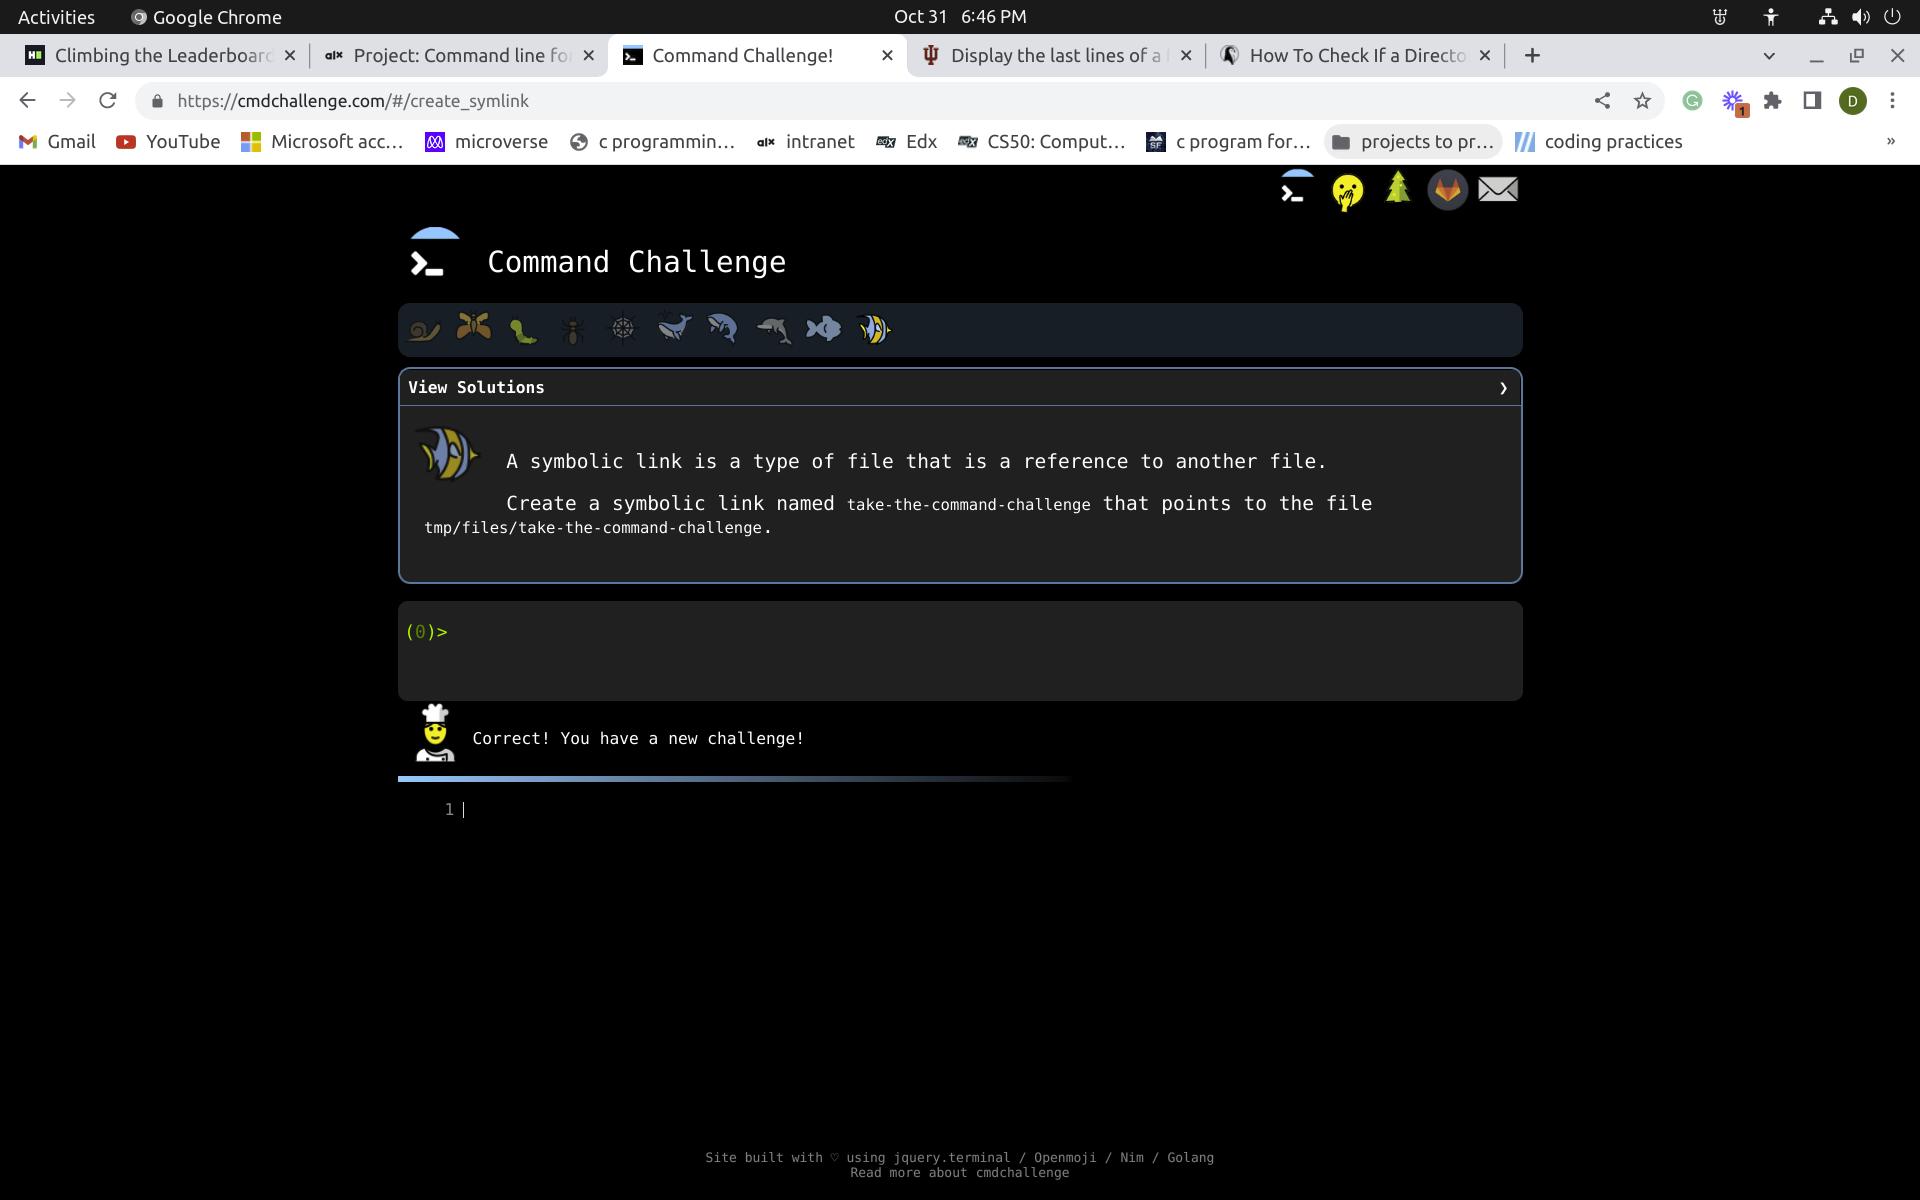 Activities Google Chrome Oct 31 6:46 PM
Climbing the Leaderboard Project: Command line fo Command Challenge! Display the last lines of a How To Check If a Directo
https://cmdchallenge.com/#/create_symlink G 1 D
Gmail YouTube Microsoft acc... microverse c programmin... intranet Edx CS50: Comput... c program for... projects to pr... coding practices »
Command Challenge
View Solutions
A symbolic link is a type of file that is a reference to another file.
Create a symbolic link named take-the-command-challenge that points to the file
tmp/files/take-the-command-challenge.
(0)>
Correct! You have a new challenge!
1
Site built with ♡ using jquery.terminal / Openmoji / Nim / Golang
Read more about cmdchallenge